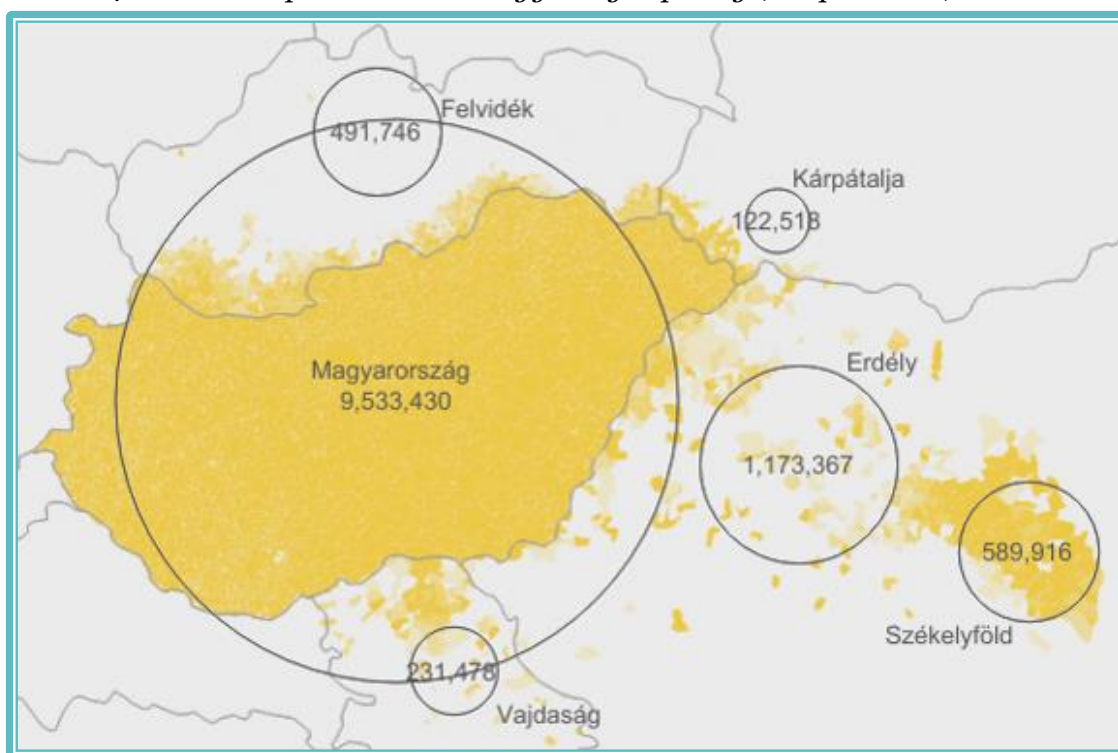 Felvidék
491,746
Kárpátalja
122,518
Magyarország
9,533,430
Erdély
1,173,367
589,916
Székelyföld
231,478
Vajdaság